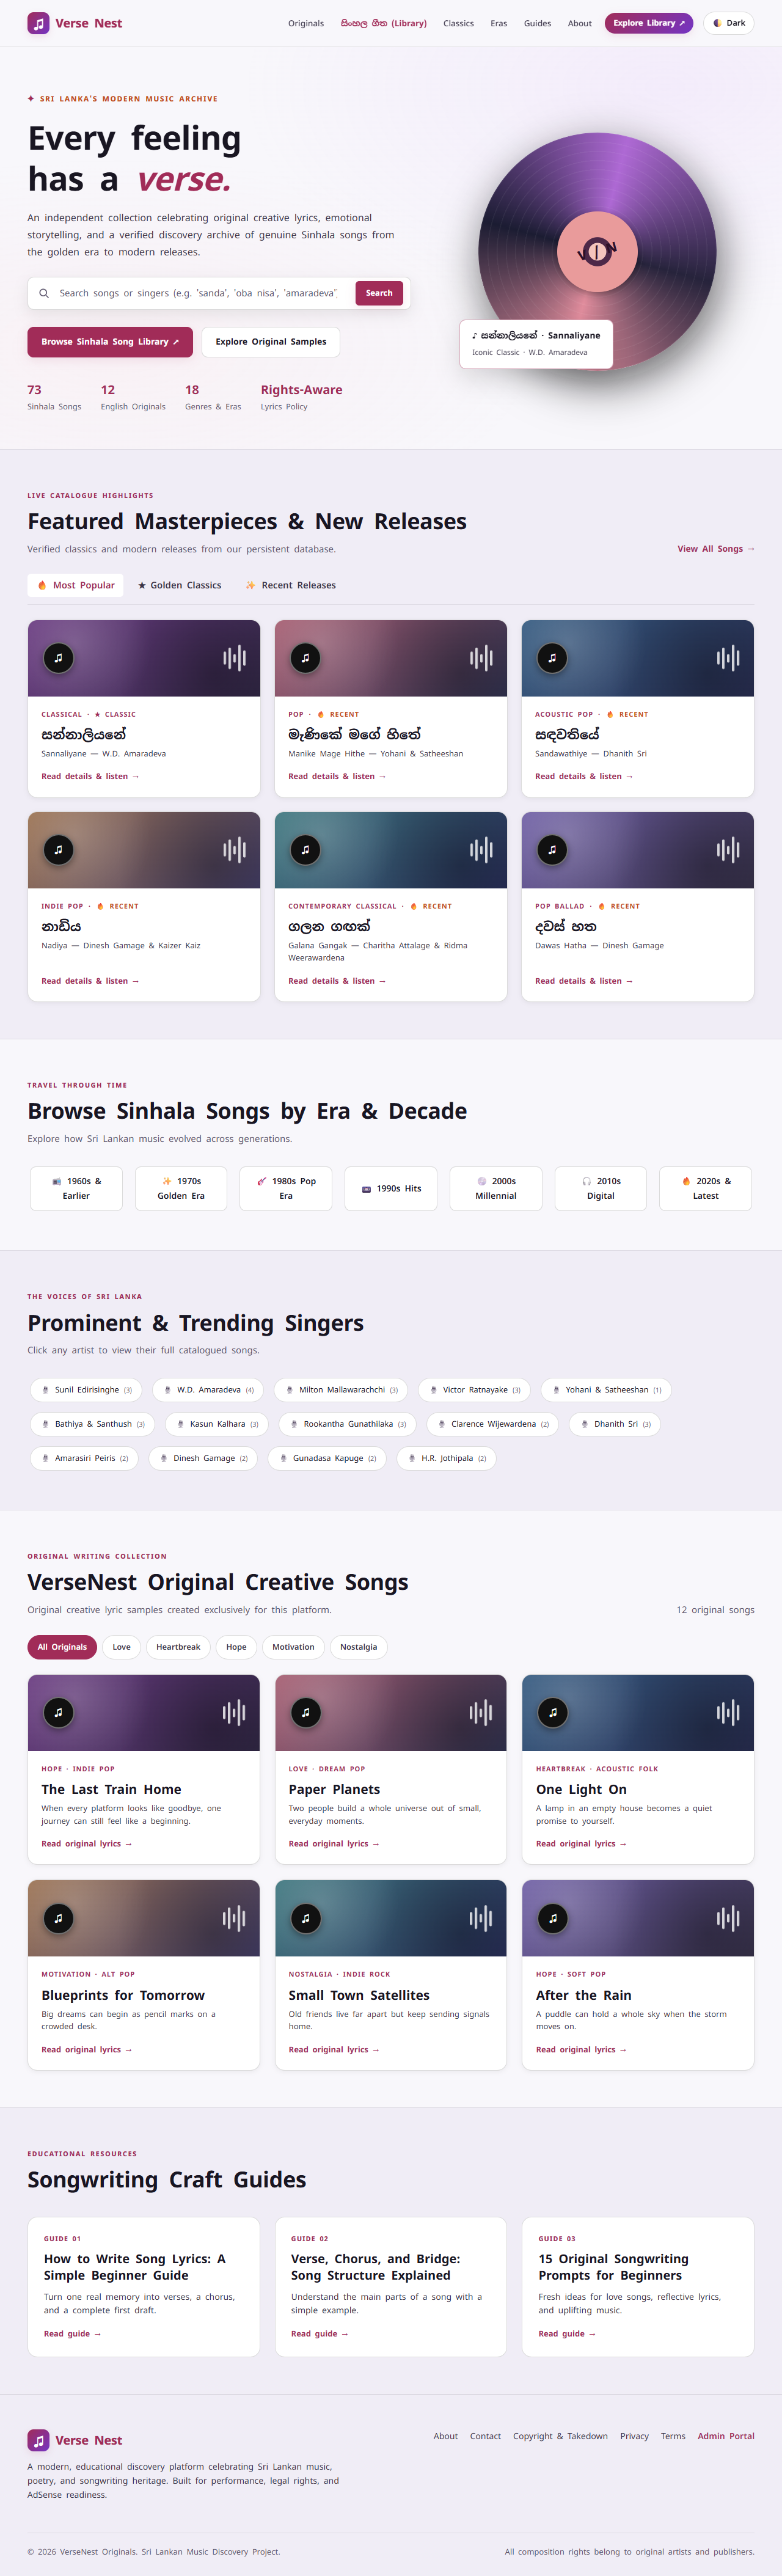 Verse Nest
Originals
සිංහල ගීත (Library)
Classics
Eras
Guides
About
Explore Library ↗
Dark
✦ SRI LANKA'S MODERN MUSIC ARCHIVE
Every feeling
has a verse.
An independent collection celebrating original creative lyrics, emotional
storytelling, and a verified discovery archive of genuine Sinhala songs from
the golden era to modern releases.
Search songs or singers (e.g. 'sanda', 'oba nisa', 'amaradeva')
Search
Browse Sinhala Song Library ↗
Explore Original Samples
♪ සන්නාලියනේ · Sannaliyane
Iconic Classic · W.D. Amaradeva
73
Sinhala Songs
12
English Originals
18
Genres & Eras
Rights-Aware
Lyrics Policy
LIVE CATALOGUE HIGHLIGHTS
Featured Masterpieces & New Releases
Verified classics and modern releases from our persistent database.
View All Songs →
🔥 Most Popular
★ Golden Classics
✨ Recent Releases
CLASSICAL · ★ CLASSIC
සන්නාලියනේ
Sannaliyane — W.D. Amaradeva
Read details & listen →
POP · 🔥 RECENT
මැණිකේ මගේ හිතේ
Manike Mage Hithe — Yohani & Satheeshan
Read details & listen →
ACOUSTIC POP · 🔥 RECENT
සඳවතියේ
Sandawathiye — Dhanith Sri
Read details & listen →
INDIE POP · 🔥 RECENT
නාඩිය
Nadiya — Dinesh Gamage & Kaizer Kaiz
Read details & listen →
CONTEMPORARY CLASSICAL · 🔥 RECENT
ගලන ගඟක්
Galana Gangak — Charitha Attalage & Ridma
Weerawardena
Read details & listen →
POP BALLAD · 🔥 RECENT
දවස් හත
Dawas Hatha — Dinesh Gamage
Read details & listen →
TRAVEL THROUGH TIME
Browse Sinhala Songs by Era & Decade
Explore how Sri Lankan music evolved across generations.
1960s &
Earlier
1970s
Golden Era
1980s Pop
Era
1990s Hits
2000s
Millennial
2010s
Digital
2020s &
Latest
THE VOICES OF SRI LANKA
Prominent & Trending Singers
Click any artist to view their full catalogued songs.
Sunil Edirisinghe (3)
W.D. Amaradeva (4)
Milton Mallawarachchi (3)
Victor Ratnayake (3)
Yohani & Satheeshan (1)
Bathiya & Santhush (3)
Kasun Kalhara (3)
Rookantha Gunathilaka (3)
Clarence Wijewardena (2)
Dhanith Sri (3)
Amarasiri Peiris (2)
Dinesh Gamage (2)
Gunadasa Kapuge (2)
H.R. Jothipala (2)
ORIGINAL WRITING COLLECTION
VerseNest Original Creative Songs
Original creative lyric samples created exclusively for this platform.
12 original songs
All Originals
Love
Heartbreak
Hope
Motivation
Nostalgia
HOPE · INDIE POP
The Last Train Home
When every platform looks like goodbye, one
journey can still feel like a beginning.
Read original lyrics →
LOVE · DREAM POP
Paper Planets
Two people build a whole universe out of small,
everyday moments.
Read original lyrics →
HEARTBREAK · ACOUSTIC FOLK
One Light On
A lamp in an empty house becomes a quiet
promise to yourself.
Read original lyrics →
MOTIVATION · ALT POP
Blueprints for Tomorrow
Big dreams can begin as pencil marks on a
crowded desk.
Read original lyrics →
NOSTALGIA · INDIE ROCK
Small Town Satellites
Old friends live far apart but keep sending signals
home.
Read original lyrics →
HOPE · SOFT POP
After the Rain
A puddle can hold a whole sky when the storm
moves on.
Read original lyrics →
EDUCATIONAL RESOURCES
Songwriting Craft Guides
GUIDE 01
How to Write Song Lyrics: A
Simple Beginner Guide
Turn one real memory into verses, a chorus,
and a complete first draft.
Read guide →
GUIDE 02
Verse, Chorus, and Bridge:
Song Structure Explained
Understand the main parts of a song with a
simple example.
Read guide →
GUIDE 03
15 Original Songwriting
Prompts for Beginners
Fresh ideas for love songs, reflective lyrics,
and uplifting music.
Read guide →
Verse Nest
A modern, educational discovery platform celebrating Sri Lankan music,
poetry, and songwriting heritage. Built for performance, legal rights, and
AdSense readiness.
About
Contact
Copyright & Takedown
Privacy
Terms
Admin Portal
© 2026 VerseNest Originals. Sri Lankan Music Discovery Project.
All composition rights belong to original artists and publishers.